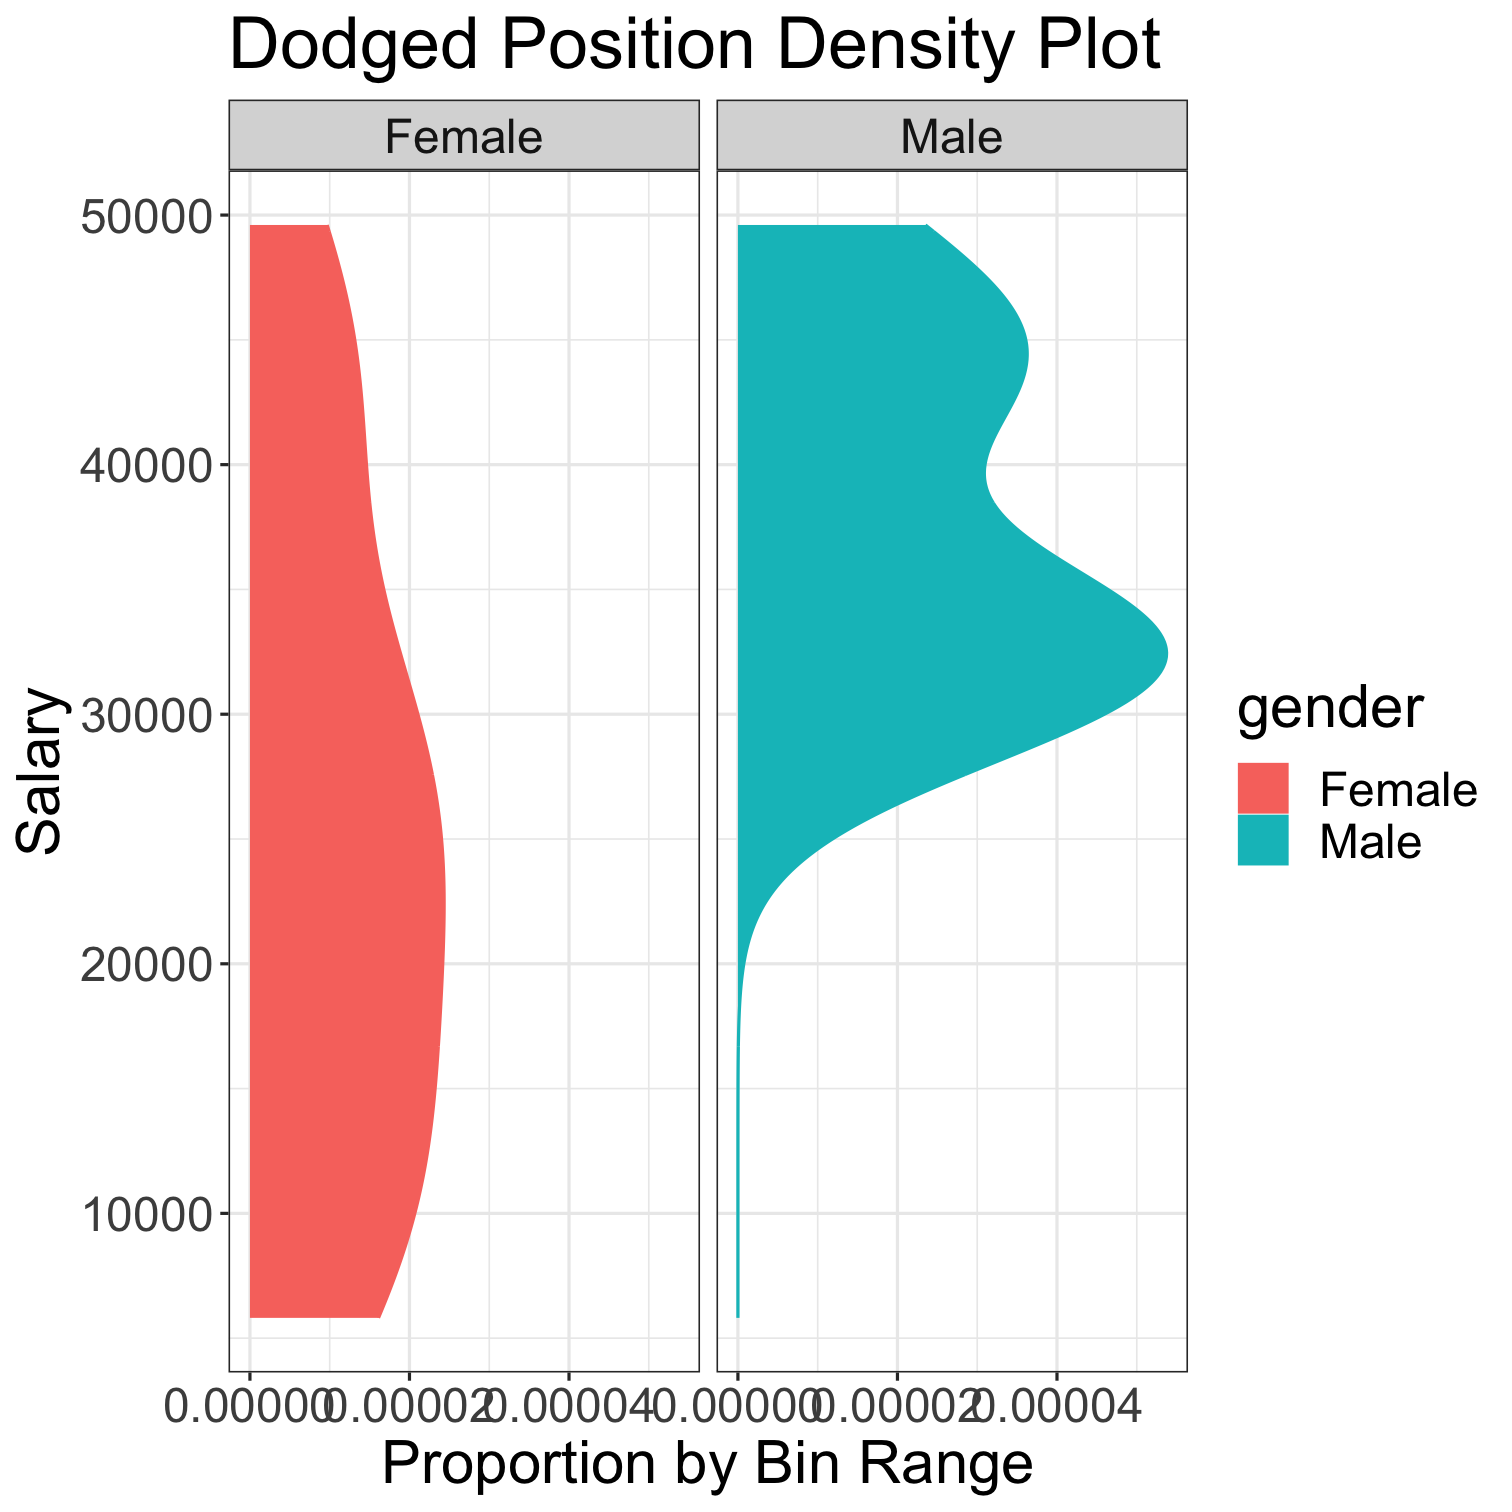 Dodged Position Density Plot
Female Male
50000
40000
30000
20000
10000
Salary
0.00000 0.00002 0.00004 0.00000 0.00002 0.00004
Proportion by Bin Range
gender
Female
Male